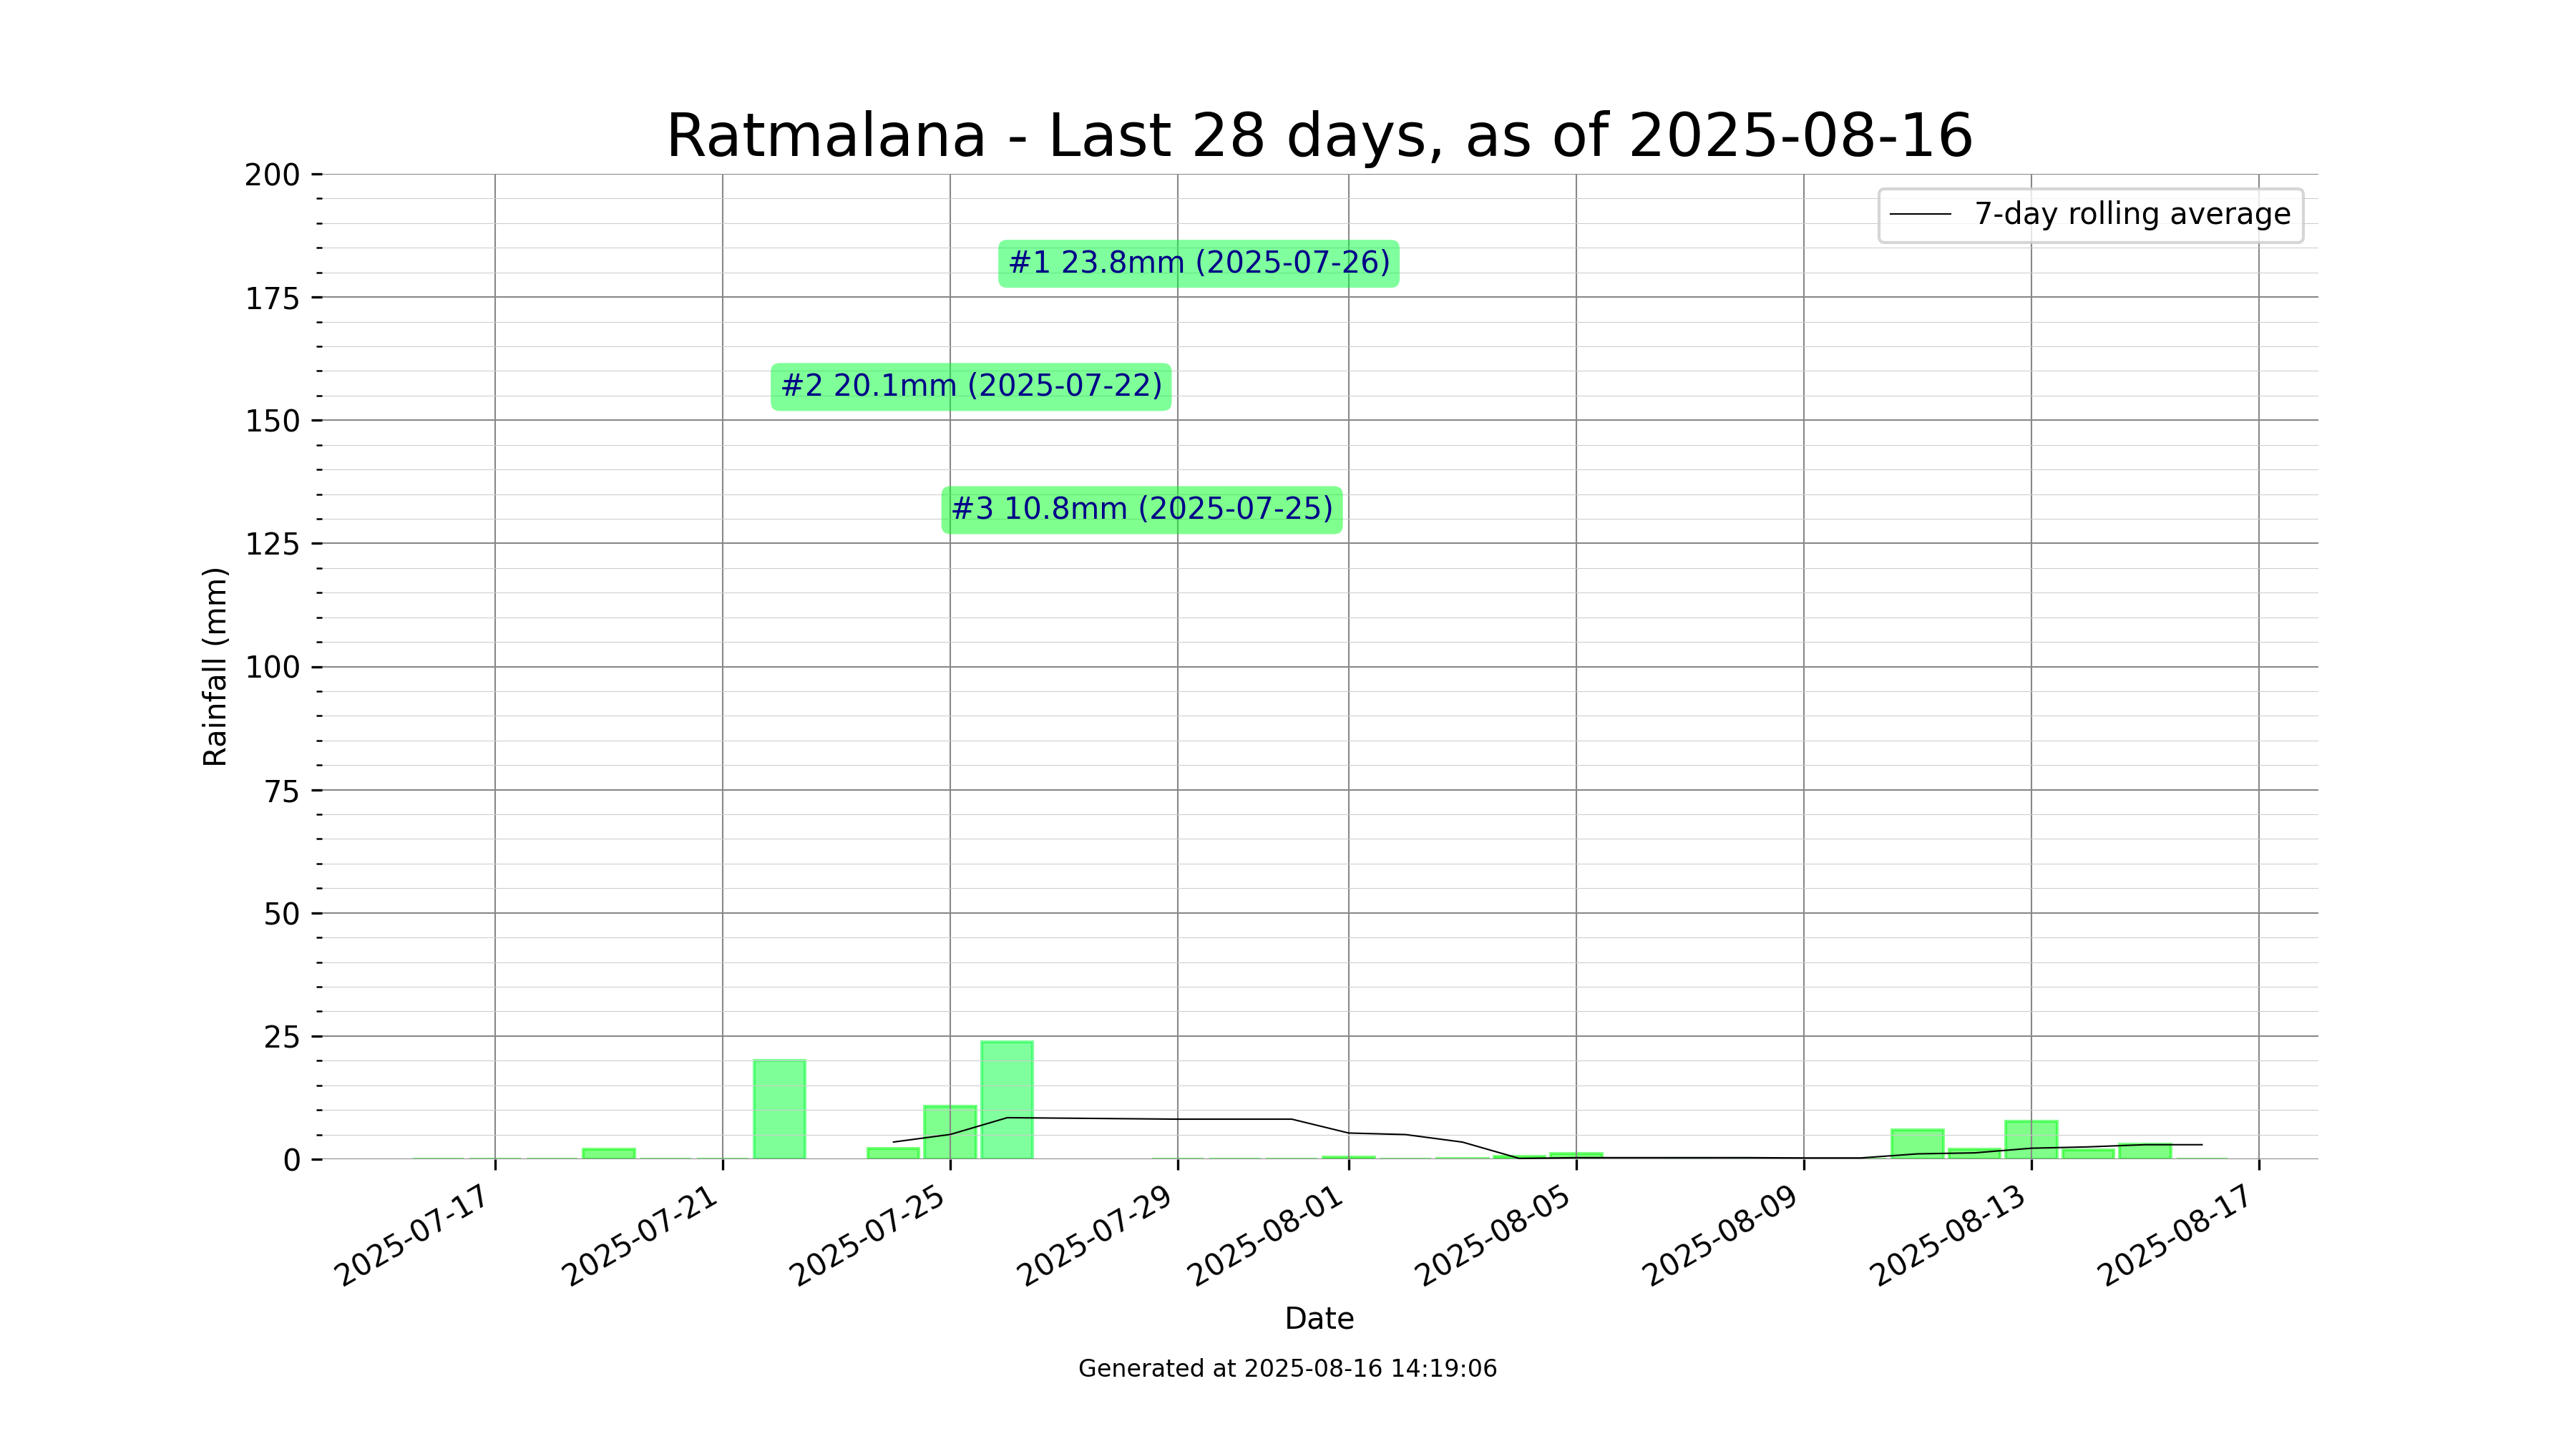 Ratmalana - Last 28 days, as of 2025-08-16
7-day rolling average
#1 23.8mm (2025-07-26)
#2 20.1mm (2025-07-22)
#3 10.8mm (2025-07-25)
Rainfall (mm)
200
175
150
125
100
75
50
25
0
2025-07-17
2025-07-21
2025-07-25
2025-07-29
2025-08-01
2025-08-05
2025-08-09
2025-08-13
2025-08-17
Date
Generated at 2025-08-16 14:19:06